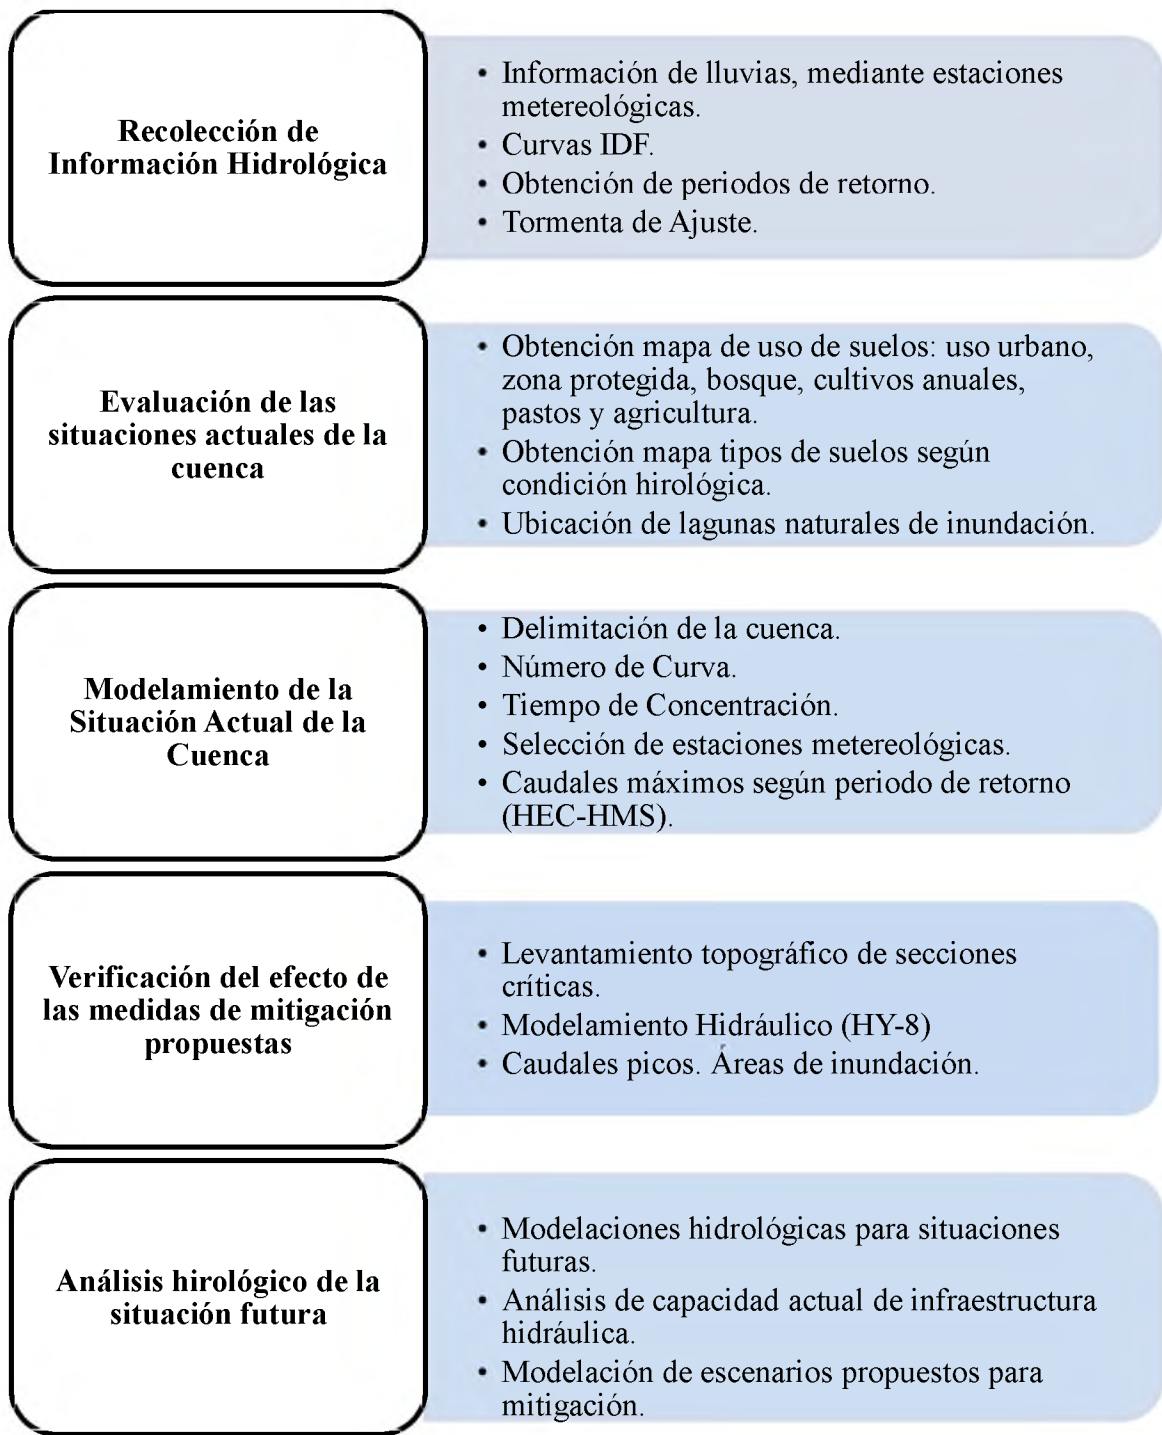 Recolección de
Información Hidrológica
• Información de lluvias, mediante estaciones
metereológicas.
• Curvas IDF.
• Obtención de periodos de retorno.
• Tormenta de Ajuste.
Evaluación de las
situaciones actuales de la
cuenca
• Obtención mapa de uso de suelos: uso urbano,
zona protegida, bosque, cultivos anuales,
pastos y agricultura.
• Obtención mapa tipos de suelos según
condición hirológica.
• Ubicación de lagunas naturales de inundación.
Modelamiento de la
Situación Actual de la
Cuenca
• Delimitación de la cuenca.
• Número de Curva.
• Tiempo de Concentración.
• Selección de estaciones metereológicas.
• Caudales máximos según periodo de retorno
(HEC-HMS).
Verificación del efecto de
las medidas de mitigación
propuestas
• Levantamiento topográfico de secciones
críticas.
• Modelamiento Hidráulico (HY-8)
• Caudales picos. Áreas de inundación.
Análisis hirológico de la
situación futura
• Modelaciones hidrológicas para situaciones
futuras.
• Análisis de capacidad actual de infraestructura
hidráulica.
• Modelación de escenarios propuestos para
mitigación.